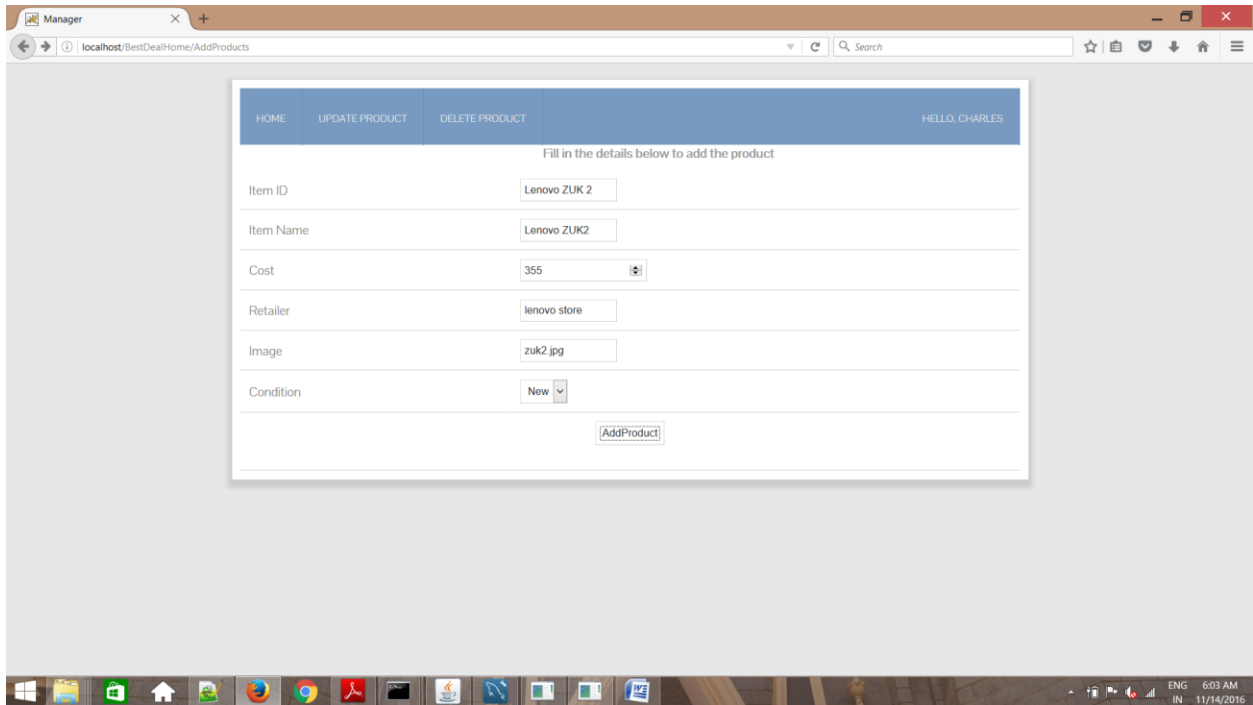 Manager
localhost/BestDealHome/AddProducts
Search
HOME UPDATE PRODUCT DELETE PRODUCT HELLO, CHARLES
Fill in the details below to add the product
Item ID Lenovo ZUK 2
Item Name Lenovo ZUK2
Cost 355
Retailer lenovo store
Image zuk2.jpg
Condition New
AddProduct
ENG 6:03 AM
IN 11/14/2016